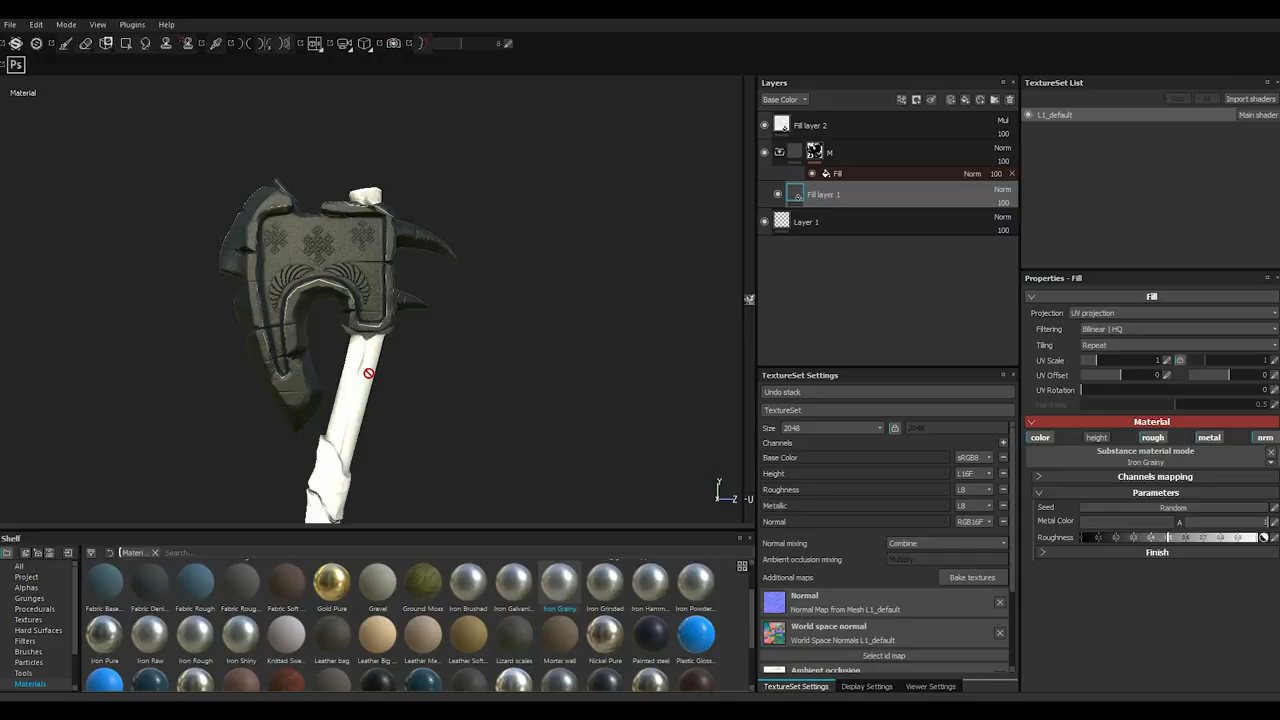 File Edit Mode View Plugins Help
8
Ps
Material
Y
Z
-U
Layers
Base Color
Fill layer 2
Mul
100
M
Norm
100
Fill
Norm 100
Fill layer 1
Norm
100
Layer 1
Norm
100
TextureSet Settings
Undo stack
TextureSet
Size 2048 2048
Channels
Base Color sRGB8
Height L16F
Roughness L8
Metallic L8
Normal RGB16F
Normal mixing Combine
Ambient occlusion mixing Multiply
Additional maps Bake textures
Normal
Normal Map from Mesh L1_default
World space normal
World Space Normals L1_default
Select id map
Ambient occlusion
TextureSet Settings Display Settings Viewer Settings
TextureSet List
Solo All Import shaders
L1_default Main shader
Properties - Fill
Fill
Projection UV projection
Filtering Bilinear | HQ
Tiling Repeat
UV Scale 1 1
UV Offset 0 0
UV Rotation 0
Hardness 0.5
Material
color height rough metal nrm
Substance material mode
Iron Grainy
Channels mapping
Parameters
Seed Random
Metal Color A 1
Roughness
Finish
Shelf
Materi... Search...
All
Project
Alphas
Grunges
Procedurals
Textures
Hard Surfaces
Filters
Brushes
Particles
Tools
Materials
Fabric Base... Fabric Deni... Fabric Rough Fabric Roug... Fabric Soft ... Gold Pure Gravel Ground Moss Iron Brushed Iron Galvani... Iron Grainy Iron Grinded Iron Hamm... Iron Powder...
Iron Pure Iron Raw Iron Rough Iron Shiny Knitted Swe... Leather bag Leather Big ... Leather Me... Leather Soft... Lizard scales Mortar wall Nickel Pure Painted steel Plastic Gloss...